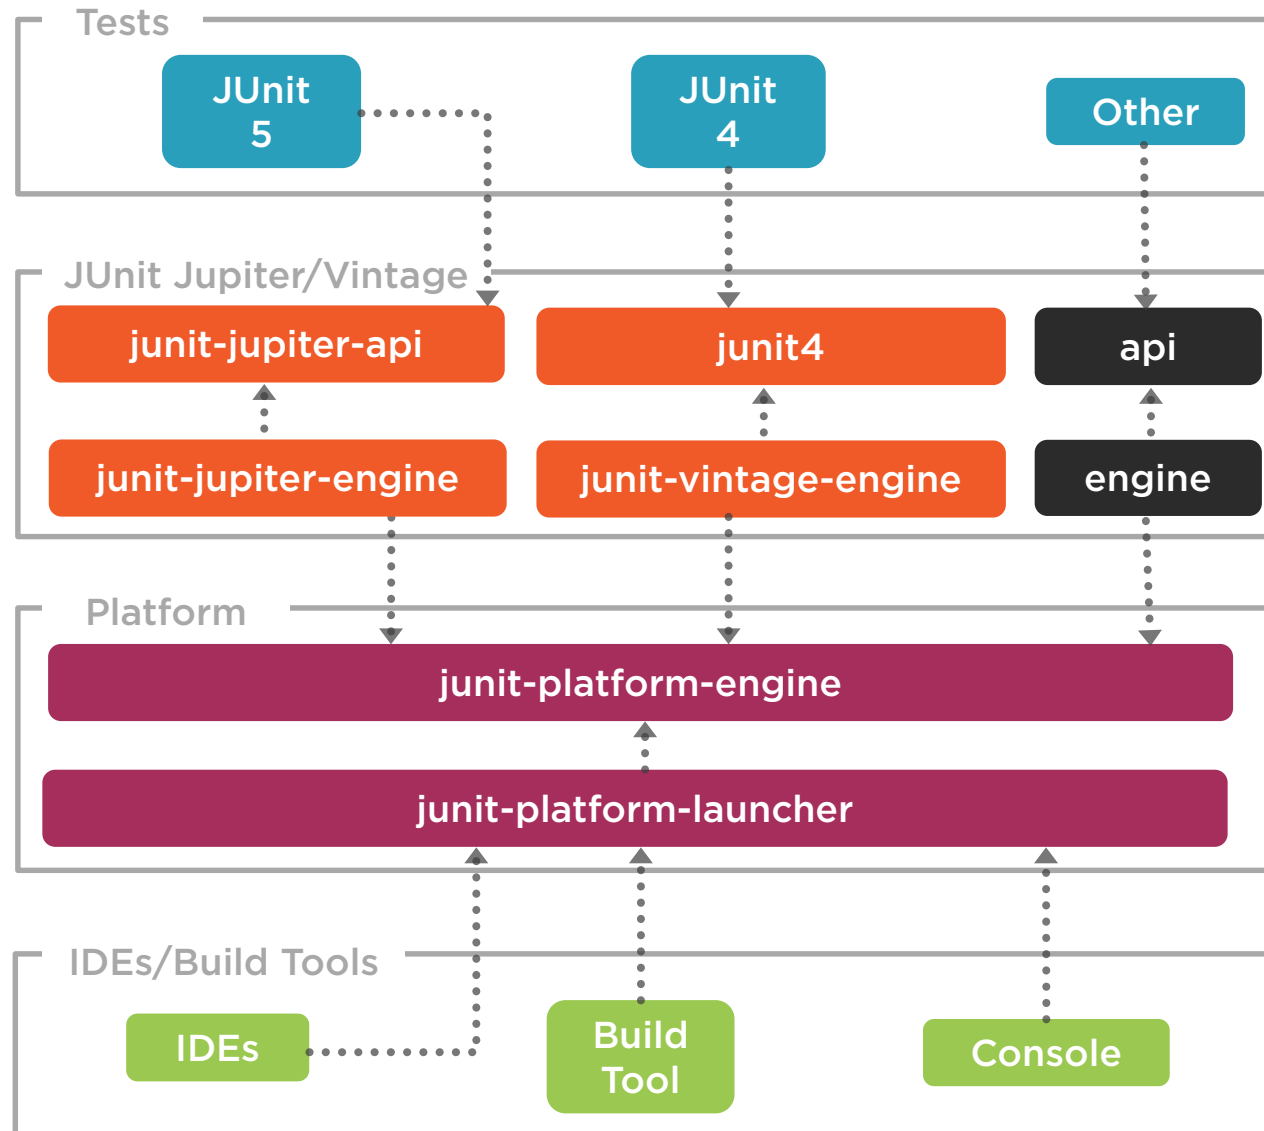 Tests
JUnit
5
JUnit
4
Other
JUnit Jupiter/Vintage
junit-jupiter-api
junit4
api
junit-jupiter-engine
junit-vintage-engine
engine
Platform
junit-platform-engine
junit-platform-launcher
IDEs/Build Tools
IDEs
Build
Tool
Console